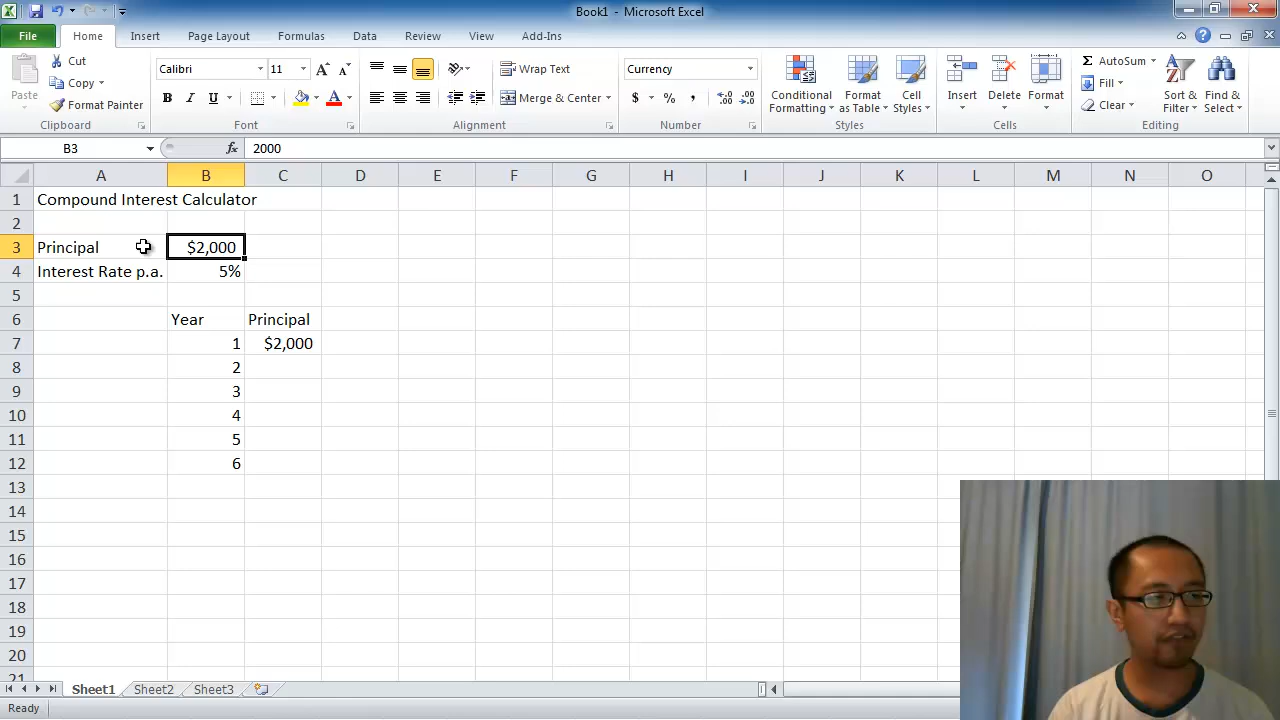 Book1 - Microsoft Excel
File Home Insert Page Layout Formulas Data Review View Add-Ins
Paste
Cut
Copy
Format Painter
Clipboard
Calibri 11
B I U
Font
Wrap Text
Merge & Center
Alignment
Currency
$ % ,
Number
Conditional Formatting
Format as Table
Cell Styles
Styles
Insert Delete Format
Cells
Σ AutoSum
Fill
Clear
Sort & Filter
Find & Select
Editing
B3 fx 2000
A B C D E F G H I J K L M N O
1 Compound Interest Calculator
2
3 Principal $2,000
4 Interest Rate p.a. 5%
5
6 Year Principal
7 1 $2,000
8 2
9 3
10 4
11 5
12 6
13
14
15
16
17
18
19
20
21
Sheet1 Sheet2 Sheet3
Ready